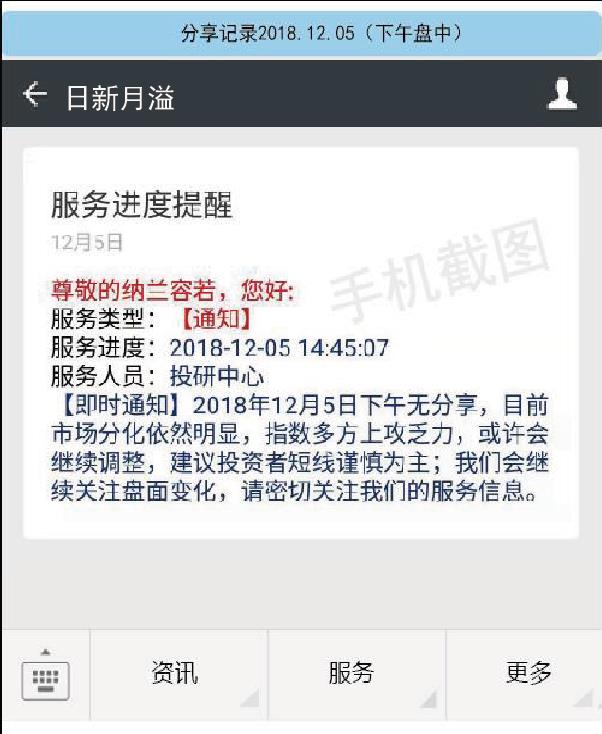 分享记录2018.12.05（下午盘中）
日新月溢
服务进度提醒
12月5日
手机截图
尊敬的纳兰容若，您好:
服务类型：【通知】
服务进度：2018-12-05 14:45:07
服务人员：投研中心
【即时通知】2018年12月5日下午无分享，目前
市场分化依然明显，指数多方上攻乏力，或许会
继续调整，建议投资者短线谨慎为主；我们会继
续关注盘面变化，请密切关注我们的服务信息。
资讯
服务
更多